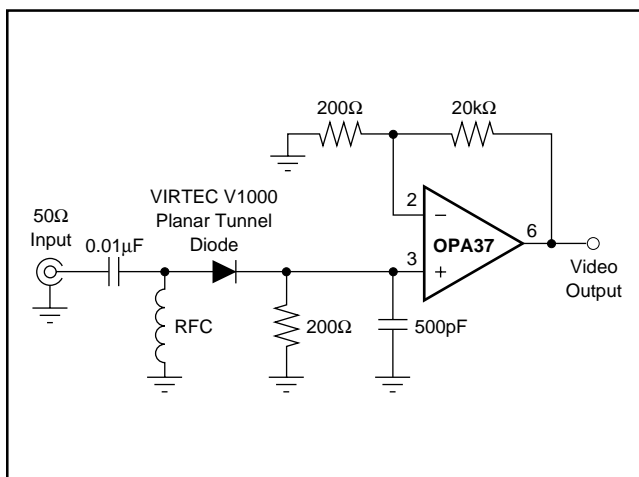 200Ω
20kΩ
VIRTEC V1000
Planar Tunnel
Diode
50Ω
Input
0.01µF
2
–
OPA37
6
3
+
Video
Output
RFC
200Ω
500pF